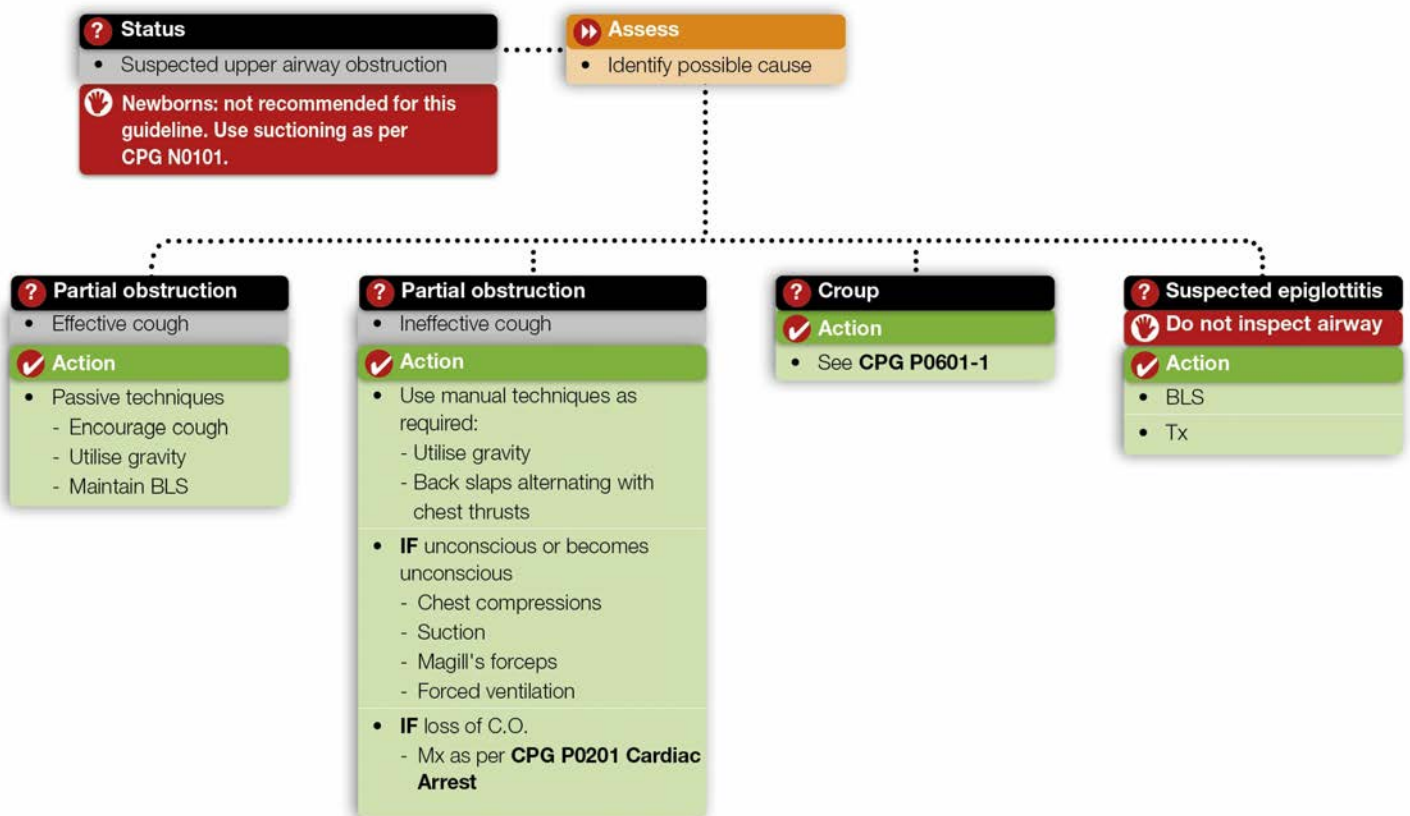 Status
• Suspected upper airway obstruction
Newborns: not recommended for this
guideline. Use suctioning as per
CPG N0101.
Assess
• Identify possible cause
Partial obstruction
• Effective cough
Action
• Passive techniques
- Encourage cough
- Utilise gravity
- Maintain BLS
Partial obstruction
• Ineffective cough
Action
• Use manual techniques as
required:
- Utilise gravity
- Back slaps alternating with
chest thrusts
• IF unconscious or becomes
unconscious
- Chest compressions
- Suction
- Magill's forceps
- Forced ventilation
• IF loss of C.O.
- Mx as per CPG P0201 Cardiac
Arrest
Croup
Action
• See CPG P0601-1
Suspected epiglottitis
Do not inspect airway
Action
• BLS
• Tx